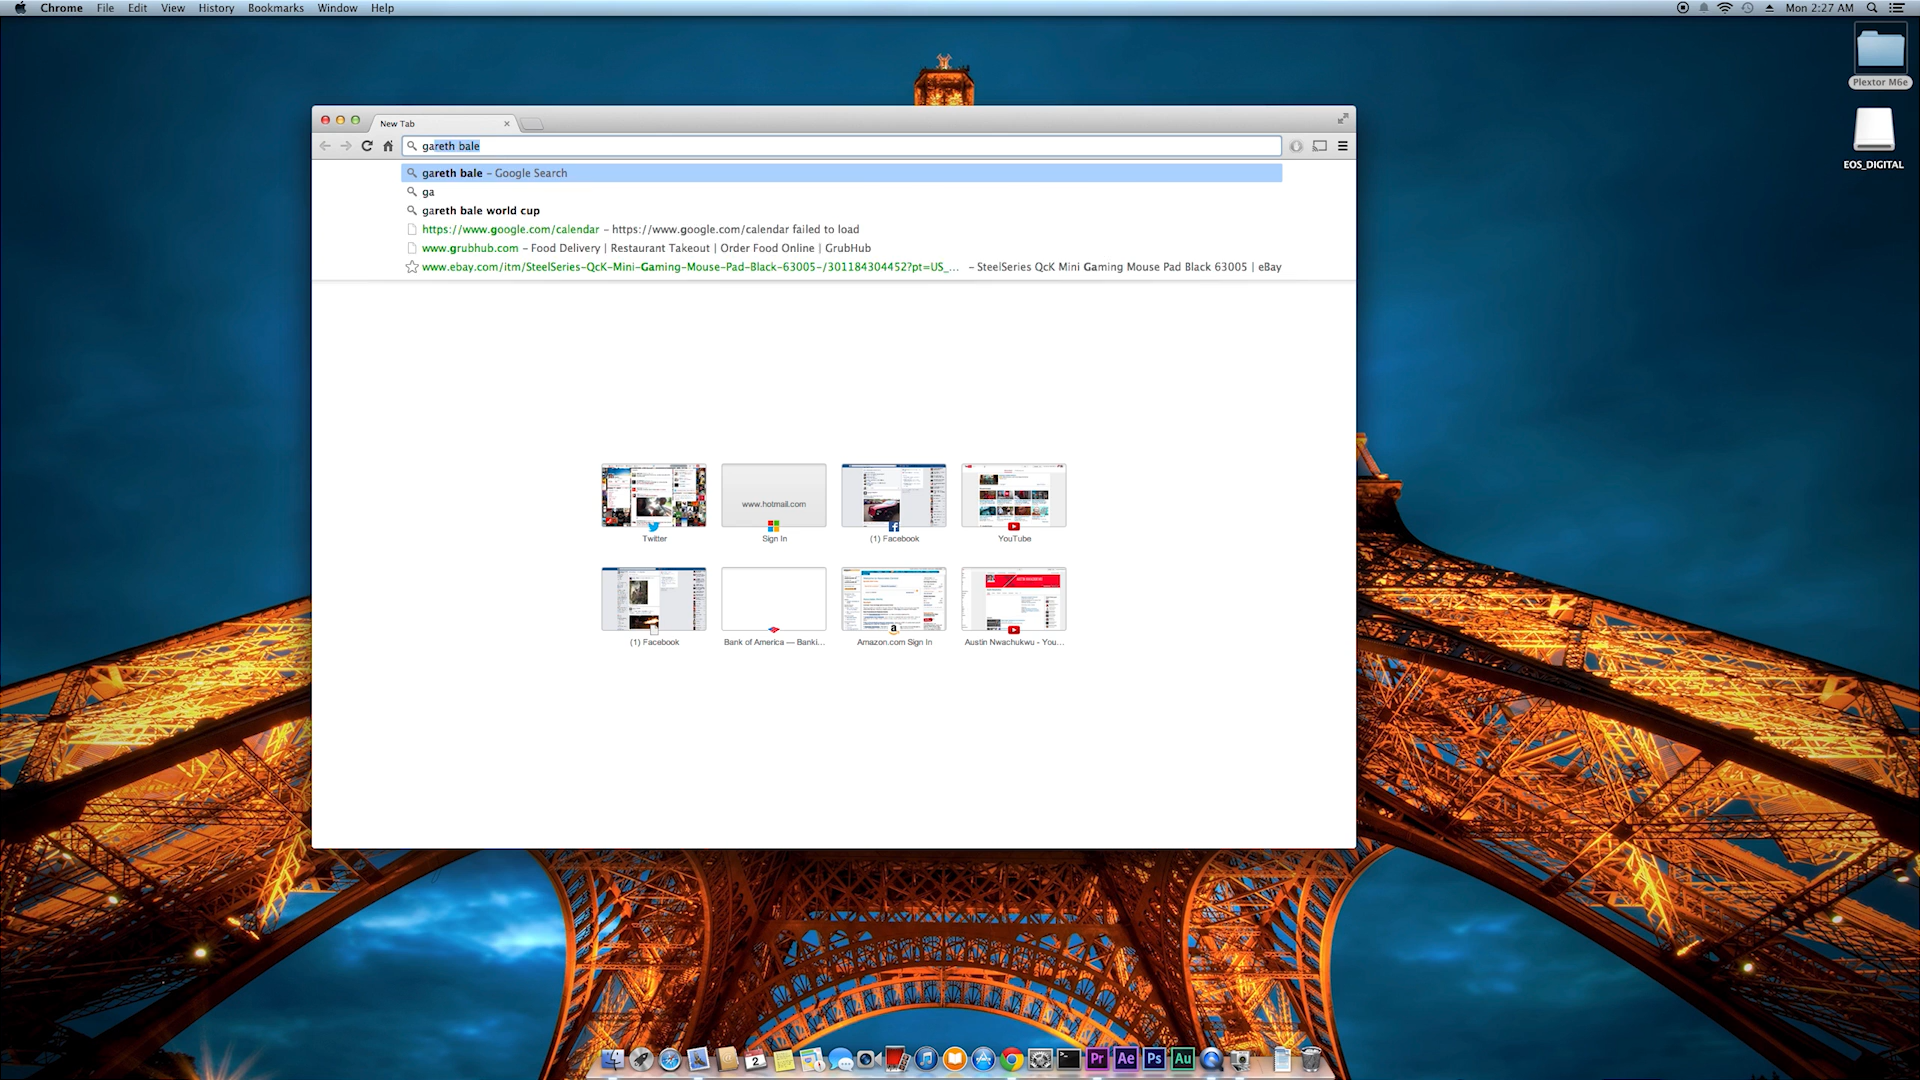 Chrome File Edit View History Bookmarks Window Help Mon 2:27 AM
Plextor M6e
EOS_DIGITAL
New Tab
gareth bale
gareth bale – Google Search
ga
gareth bale world cup
https://www.google.com/calendar – https://www.google.com/calendar failed to load
www.grubhub.com – Food Delivery | Restaurant Takeout | Order Food Online | GrubHub
www.ebay.com/itm/SteelSeries-QcK-Mini-Gaming-Mouse-Pad-Black-63005-/301184304452?pt=US_... – SteelSeries QcK Mini Gaming Mouse Pad Black 63005 | eBay
www.hotmail.com
Twitter Sign In (1) Facebook YouTube
(1) Facebook Bank of America — Banki... Amazon.com Sign In Austin Nwachukwu - You...
2 Pr Ae Ps Au